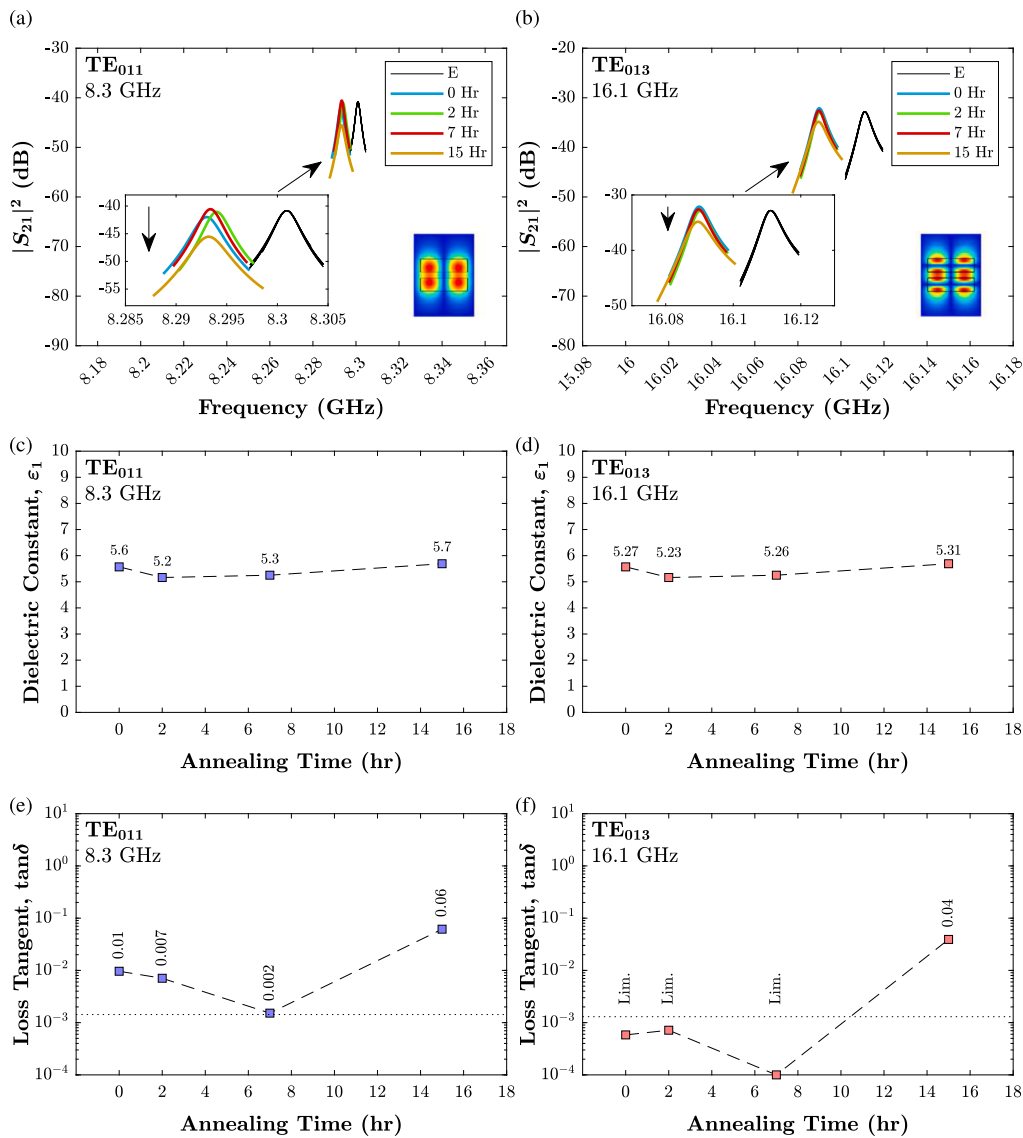 (a)
TE011
8.3 GHz
E
0 Hr
2 Hr
7 Hr
15 Hr
-30
-40
-50
-60
-70
-80
-90
|S21|2 (dB)
-40
-45
-50
-55
8.285 8.29 8.295 8.3 8.305
8.18 8.2 8.22 8.24 8.26 8.28 8.3 8.32 8.34 8.36
Frequency (GHz)
(b)
TE013
16.1 GHz
E
0 Hr
2 Hr
7 Hr
15 Hr
-20
-30
-40
-50
-60
-70
-80
|S21|2 (dB)
-30
-40
-50
16.08 16.1 16.12
15.98 16 16.02 16.04 16.06 16.08 16.1 16.12 16.14 16.16 16.18
Frequency (GHz)
(c)
TE011
8.3 GHz
10
9
8
7
6
5
4
3
2
1
0
Dielectric Constant, ε1
5.6 5.2 5.3 5.7
0 2 4 6 8 10 12 14 16 18
Annealing Time (hr)
(d)
TE013
16.1 GHz
10
9
8
7
6
5
4
3
2
1
0
Dielectric Constant, ε1
5.27 5.23 5.26 5.31
0 2 4 6 8 10 12 14 16 18
Annealing Time (hr)
(e)
TE011
8.3 GHz
10^1
10^0
10^-1
10^-2
10^-3
10^-4
Loss Tangent, tanδ
0.01 0.007 0.002 0.06
0 2 4 6 8 10 12 14 16 18
Annealing Time (hr)
(f)
TE013
16.1 GHz
10^1
10^0
10^-1
10^-2
10^-3
10^-4
Loss Tangent, tanδ
Lim. Lim. Lim. 0.04
0 2 4 6 8 10 12 14 16 18
Annealing Time (hr)